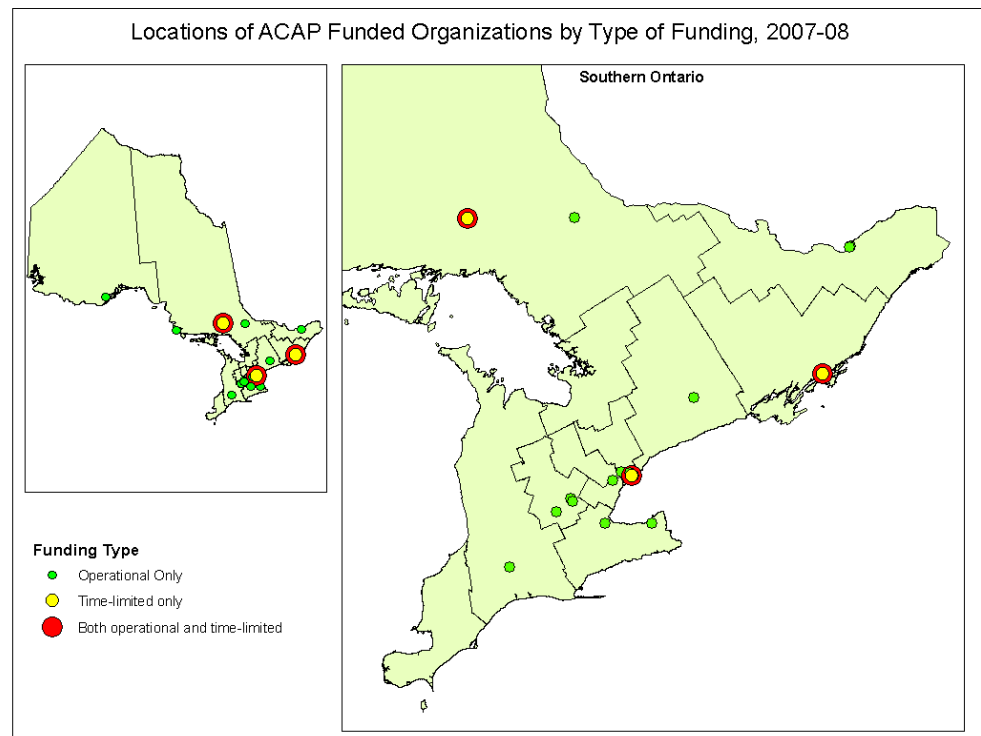 Locations of ACAP Funded Organizations by Type of Funding, 2007-08
Southern Ontario
Funding Type
Operational Only
Time-limited only
Both operational and time-limited